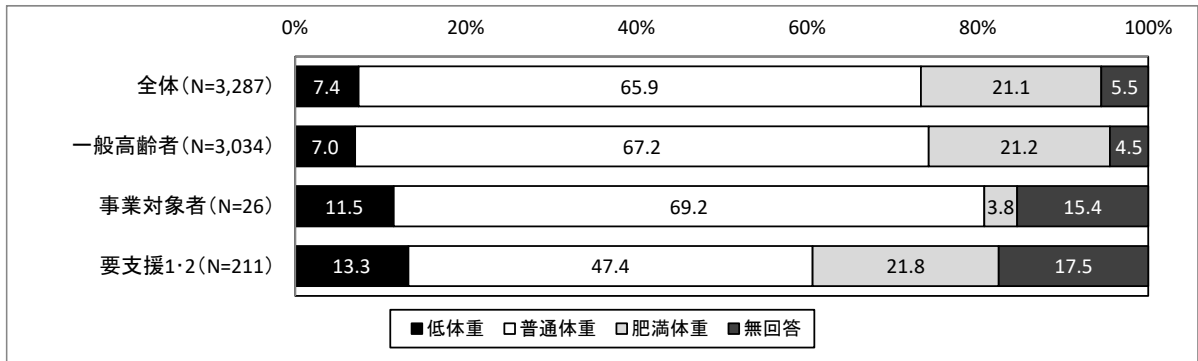 0% 20% 40% 60% 80% 100%
全体(N=3,287) 7.4 65.9 21.1 5.5
一般高齢者(N=3,034) 7.0 67.2 21.2 4.5
事業対象者(N=26) 11.5 69.2 3.8 15.4
要支援1・2(N=211) 13.3 47.4 21.8 17.5
■低体重 □普通体重 □肥満体重 ■無回答